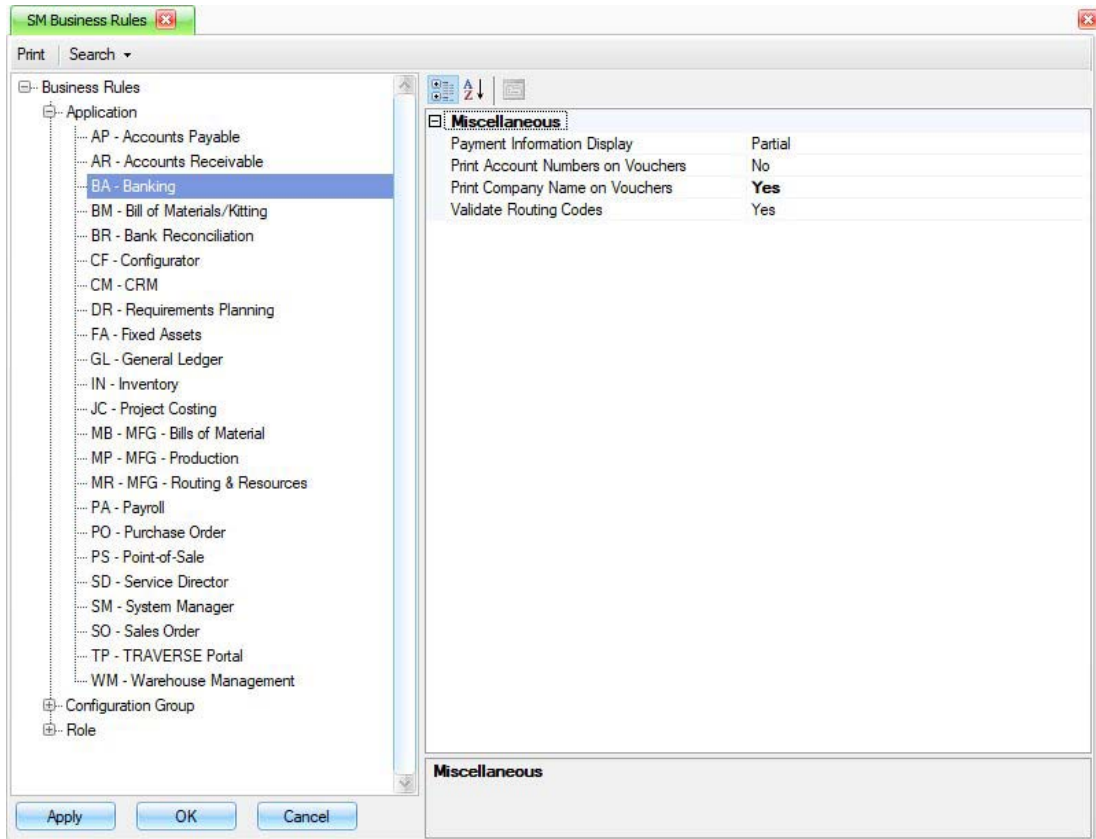 SM Business Rules
Print Search
Business Rules
Application
AP - Accounts Payable
AR - Accounts Receivable
BA - Banking
BM - Bill of Materials/Kitting
BR - Bank Reconciliation
CF - Configurator
CM - CRM
DR - Requirements Planning
FA - Fixed Assets
GL - General Ledger
IN - Inventory
JC - Project Costing
MB - MFG - Bills of Material
MP - MFG - Production
MR - MFG - Routing & Resources
PA - Payroll
PO - Purchase Order
PS - Point-of-Sale
SD - Service Director
SM - System Manager
SO - Sales Order
TP - TRAVERSE Portal
WM - Warehouse Management
Configuration Group
Role
Apply OK Cancel
A
Z
Miscellaneous
Payment Information Display Partial
Print Account Numbers on Vouchers No
Print Company Name on Vouchers Yes
Validate Routing Codes Yes
Miscellaneous